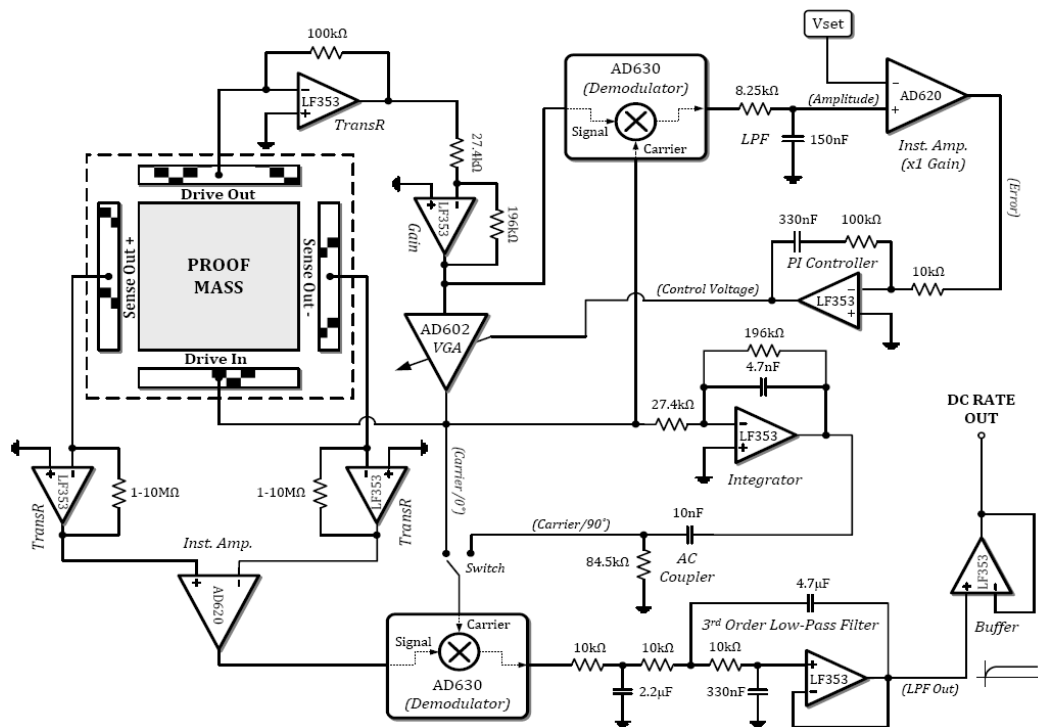 100kΩ
LF353
TransR
27.4kΩ
Drive Out
Sense Out +
PROOF
MASS
Sense Out -
Drive In
LF353
Gain
196kΩ
AD630
(Demodulator)
Signal
Carrier
8.25kΩ
LPF
(Amplitude)
150nF
Vset
AD620
Inst. Amp.
(x1 Gain)
(Error)
330nF
100kΩ
PI Controller
10kΩ
LF353
(Control Voltage)
AD602
VGA
196kΩ
4.7nF
27.4kΩ
LF353
Integrator
DC RATE
OUT
LF353
TransR
1-10MΩ
1-10MΩ
LF353
TransR
(Carrier/0°)
(Carrier/90°)
10nF
AC
Coupler
84.5kΩ
Switch
Inst. Amp.
AD620
Signal
Carrier
AD630
(Demodulator)
10kΩ
2.2µF
10kΩ
10kΩ
330nF
4.7µF
3rd Order Low-Pass Filter
LF353
(LPF Out)
LF353
Buffer